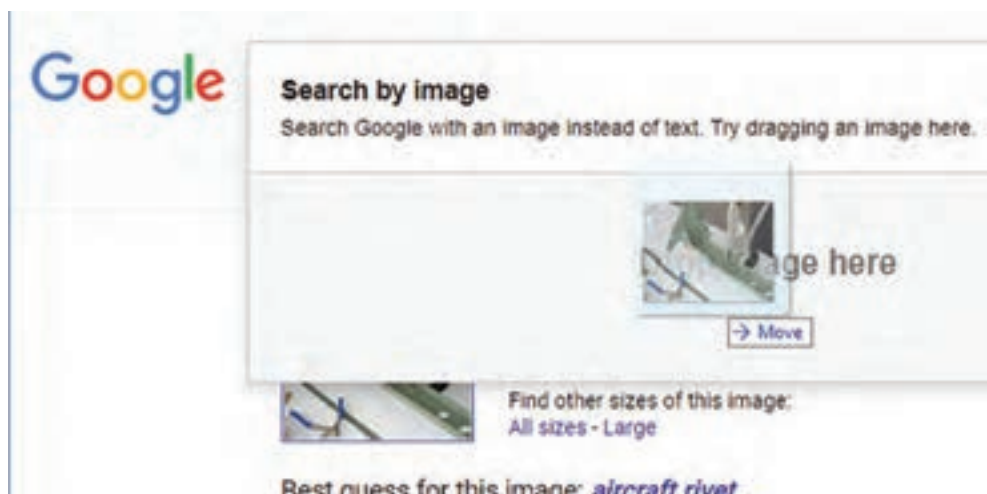 Google
Search by image
Search Google with an image instead of text. Try dragging an image here.
age here
→ Move
Find other sizes of this image:
All sizes - Large
Best guess for this image: aircraft rivet